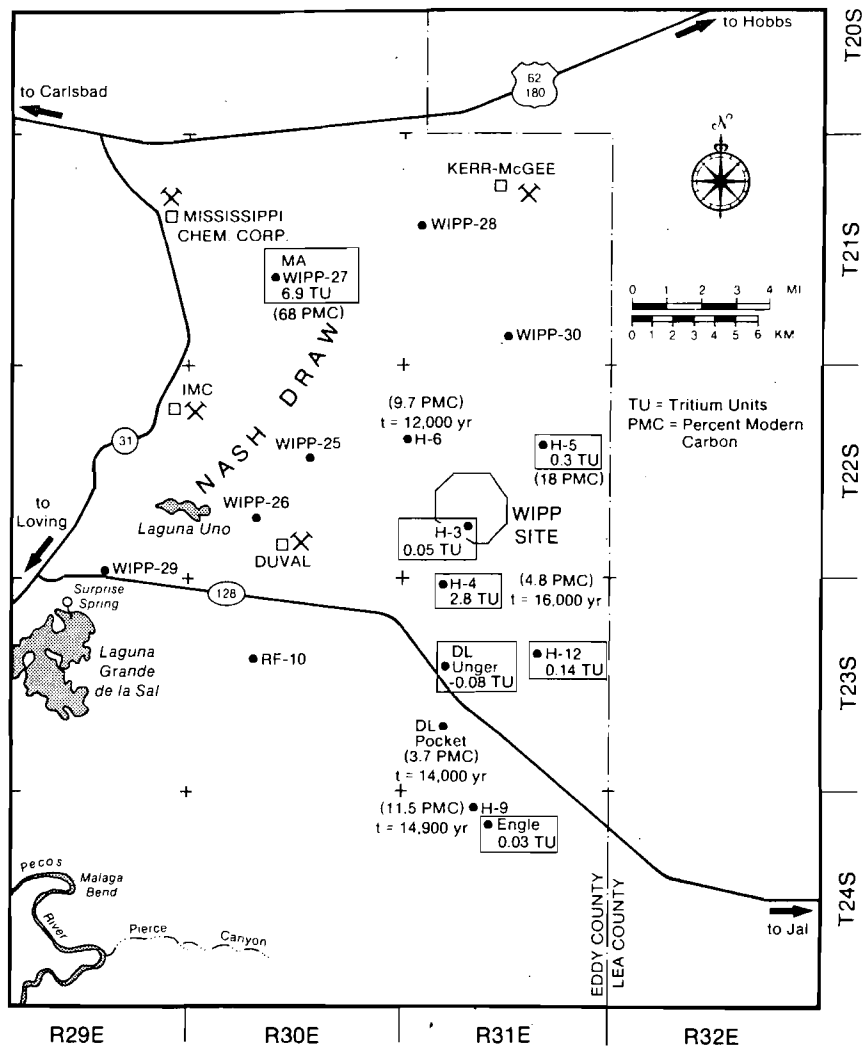 to Hobbs
T20S
62
180
to Carlsbad
N
KERR-McGEE
MISSISSIPPI
CHEM. CORP.
WIPP-28
T21S
MA
WIPP-27
6.9 TU
(68 PMC)
0 1 2 3 4 MI
0 1 2 3 4 5 6 KM
WIPP-30
NASH DRAW
IMC
(9.7 PMC)
t = 12,000 yr
H-6
TU = Tritium Units
PMC = Percent Modern
Carbon
31
WIPP-25
H-5
0.3 TU
(18 PMC)
T22S
to
Loving
WIPP-26
Laguna Uno
WIPP
SITE
H-3
0.05 TU
DUVAL
WIPP-29
128
H-4
2.8 TU
(4.8 PMC)
t = 16,000 yr
Surprise
Spring
Laguna
Grande
de la Sal
RF-10
DL
Unger
-0.08 TU
H-12
0.14 TU
T23S
DL
Pocket
(3.7 PMC)
t = 14,000 yr
(11.5 PMC)
t = 14,900 yr
H-9
Engle
0.03 TU
Pecos
River
Malaga
Bend
Pierce Canyon
EDDY COUNTY
LEA COUNTY
to Jal
T24S
R29E
R30E
R31E
R32E